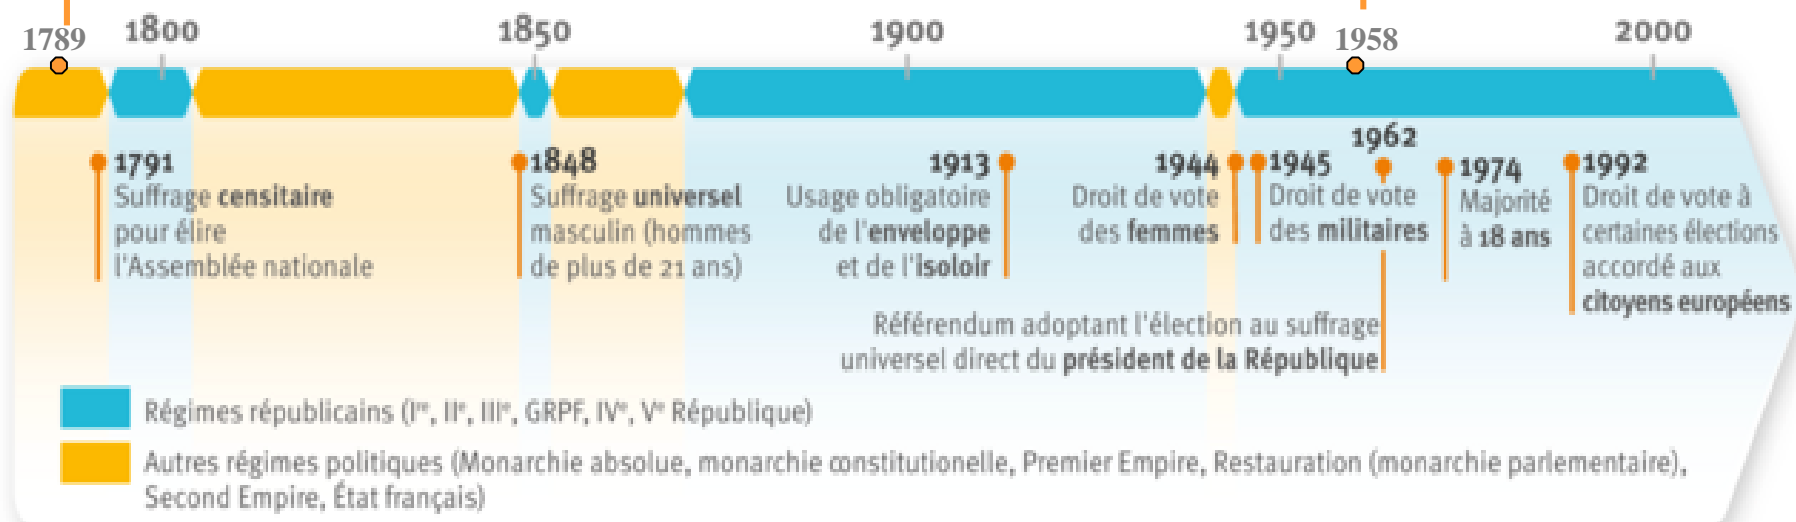 1789 1800 1850 1900 1950 1958 2000
1791
Suffrage censitaire
pour élire
l'Assemblée nationale
1848
Suffrage universel
masculin (hommes
de plus de 21 ans)
1913
Usage obligatoire
de l'enveloppe
et de l'isoloir
1944
Droit de vote
des femmes
1945
Droit de vote
des militaires
1962
Référendum adoptant l'élection au suffrage
universel direct du président de la République
1974
Majorité
à 18 ans
1992
Droit de vote à
certaines élections
accordé aux
citoyens européens
Régimes républicains (Iʳᵉ, IIᵉ, IIIᵉ, GRPF, IVᵉ, Vᵉ République)
Autres régimes politiques (Monarchie absolue, monarchie constitutionelle, Premier Empire, Restauration (monarchie parlementaire),
Second Empire, État français)